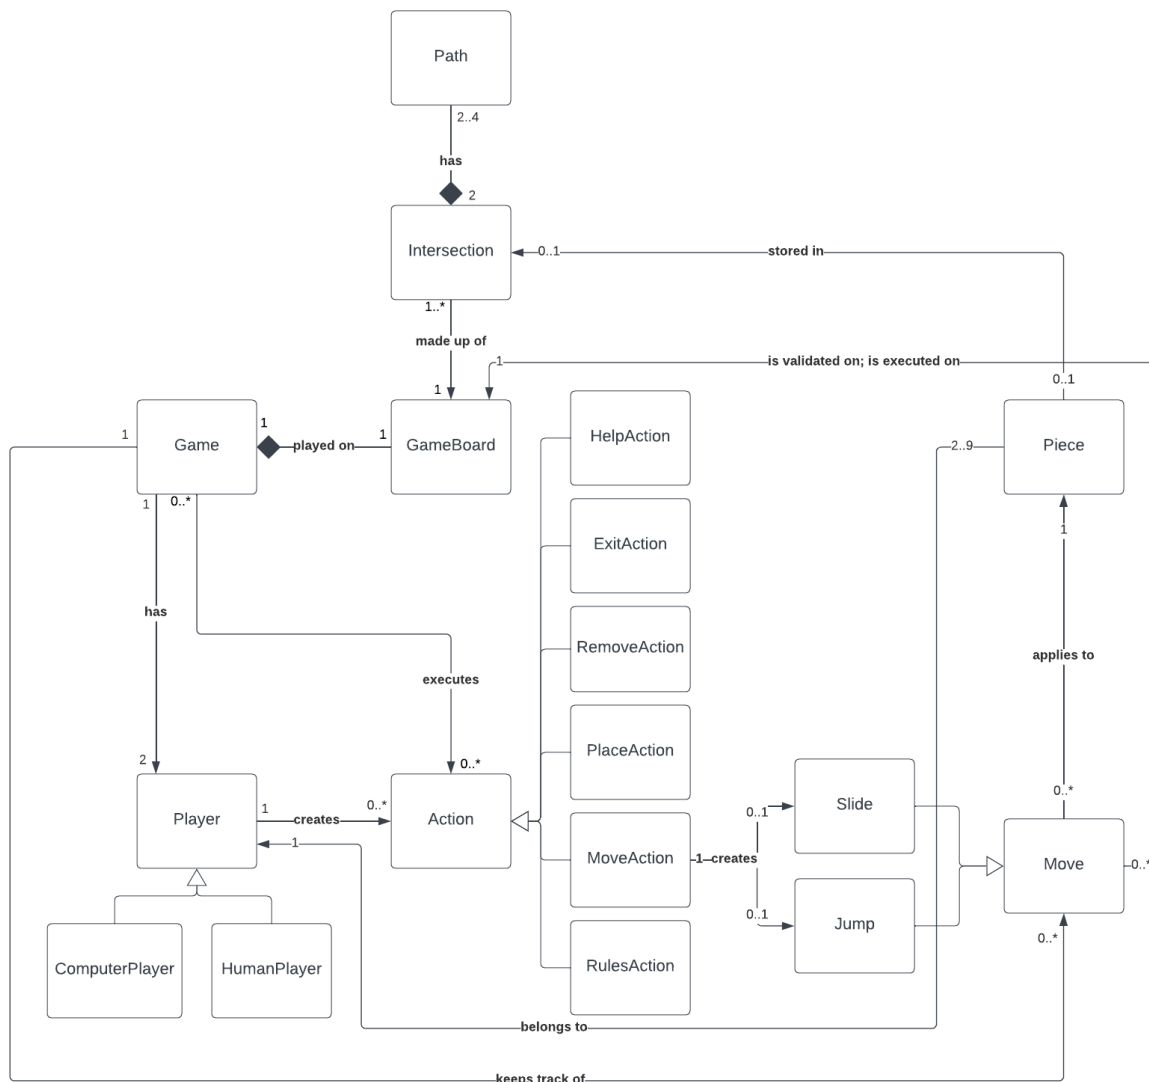 Path
2..4
has
2
Intersection
0..1
stored in
1..*
made up of
1
1
is validated on; is executed on
0..1
1
Game
1
played on
1
GameBoard
HelpAction
2..9
Piece
1
0..*
ExitAction
1
has
executes
RemoveAction
applies to
PlaceAction
2
0..*
0..*
Player
1
creates
0..*
Action
1
MoveAction
1
creates
0..1
Slide
0..1
Jump
Move
0..*
0..*
ComputerPlayer
HumanPlayer
RulesAction
belongs to
keeps track of